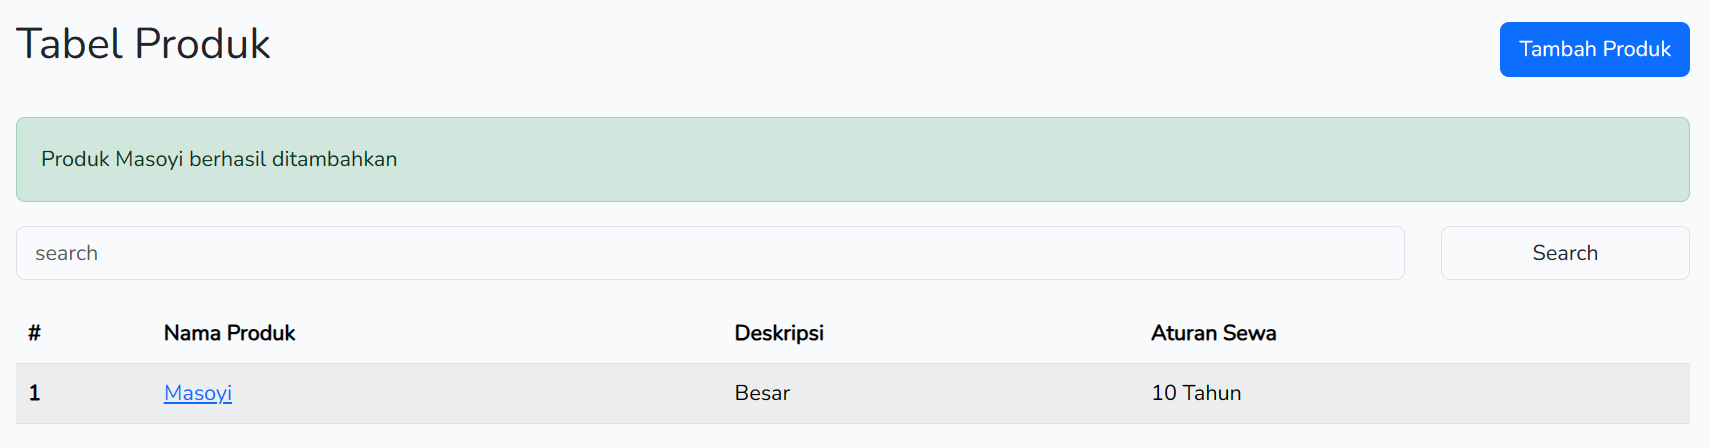 Tabel Produk
Tambah Produk
Produk Masoyi berhasil ditambahkan
search
Search
# Nama Produk Deskripsi Aturan Sewa
1 Masoyi Besar 10 Tahun